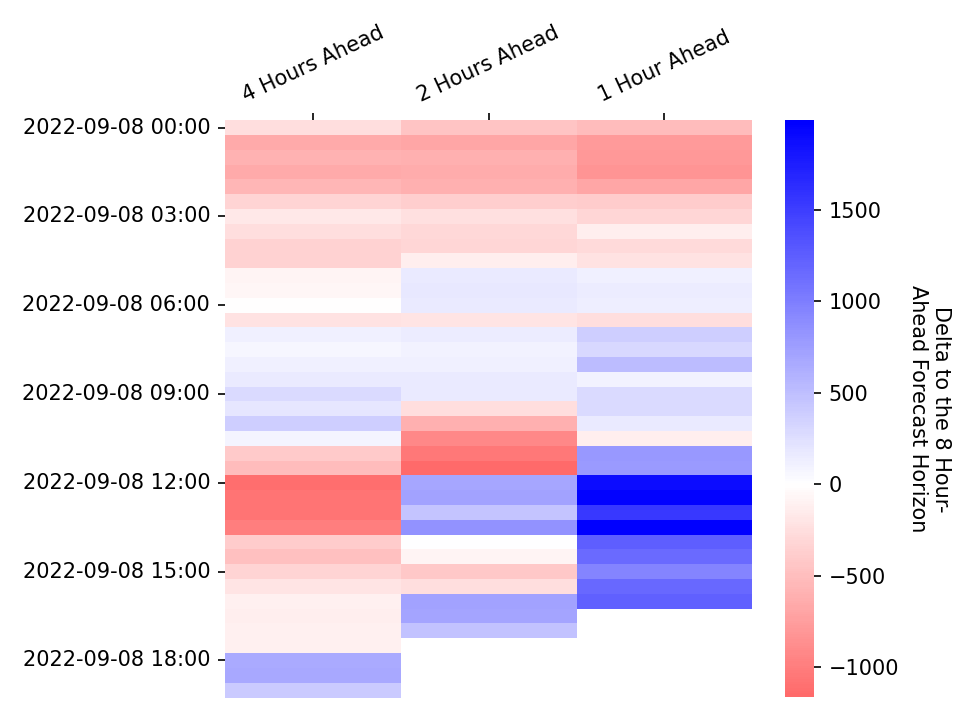 4 Hours Ahead
2 Hours Ahead
1 Hour Ahead
2022-09-08 00:00
2022-09-08 03:00
2022-09-08 06:00
2022-09-08 09:00
2022-09-08 12:00
2022-09-08 15:00
2022-09-08 18:00
1500
1000
500
0
−500
−1000
Delta to the 8 Hour-
Ahead Forecast Horizon